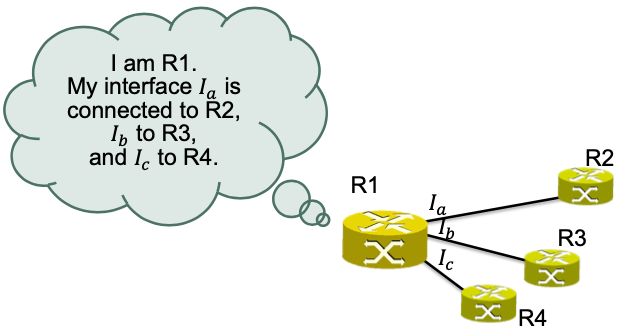 I am R1.
My interface I_a is
connected to R2,
I_b to R3,
and I_c to R4.
R1
R2
I_a
I_b
R3
I_c
R4